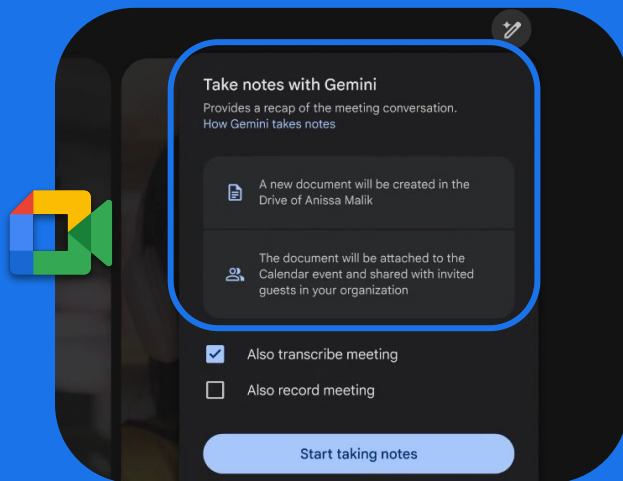 Take notes with Gemini
Provides a recap of the meeting conversation.
How Gemini takes notes
A new document will be created in the
Drive of Anissa Malik
The document will be attached to the
Calendar event and shared with invited
guests in your organization
Also transcribe meeting
Also record meeting
Start taking notes